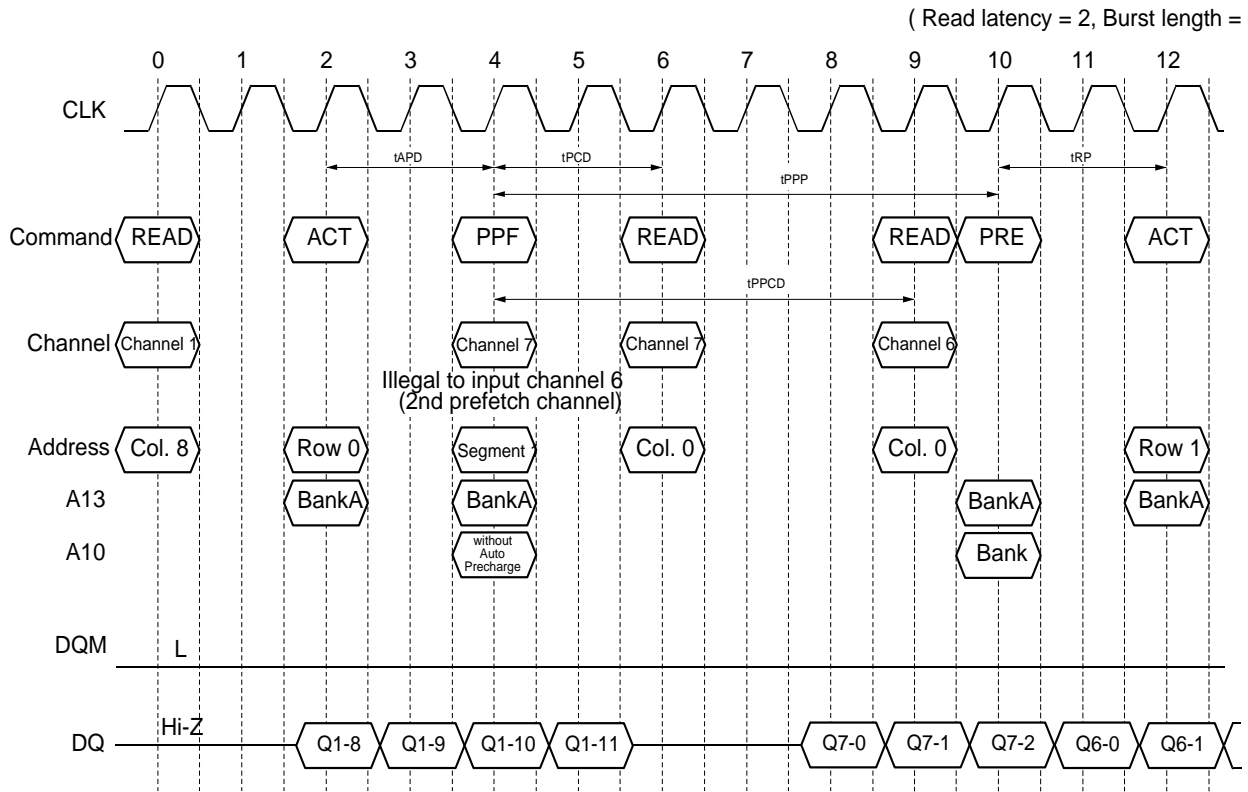 ( Read latency = 2, Burst length =
0 1 2 3 4 5 6 7 8 9 10 11 12
CLK
tAPD tPCD tRP
tPPP
Command READ ACT PPF READ READ PRE ACT
tPPCD
Channel Channel 1 Channel 7 Channel 7 Channel 6
Illegal to input channel 6
(2nd prefetch channel)
Address Col. 8 Row 0 Segment 1 Col. 0 Col. 0 Row 1
A13 BankA BankA BankA BankA
without
A10 Auto Bank
Precharge
DQM L
Hi-Z
DQ Q1-8 Q1-9 Q1-10 Q1-11 Q7-0 Q7-1 Q7-2 Q6-0 Q6-1